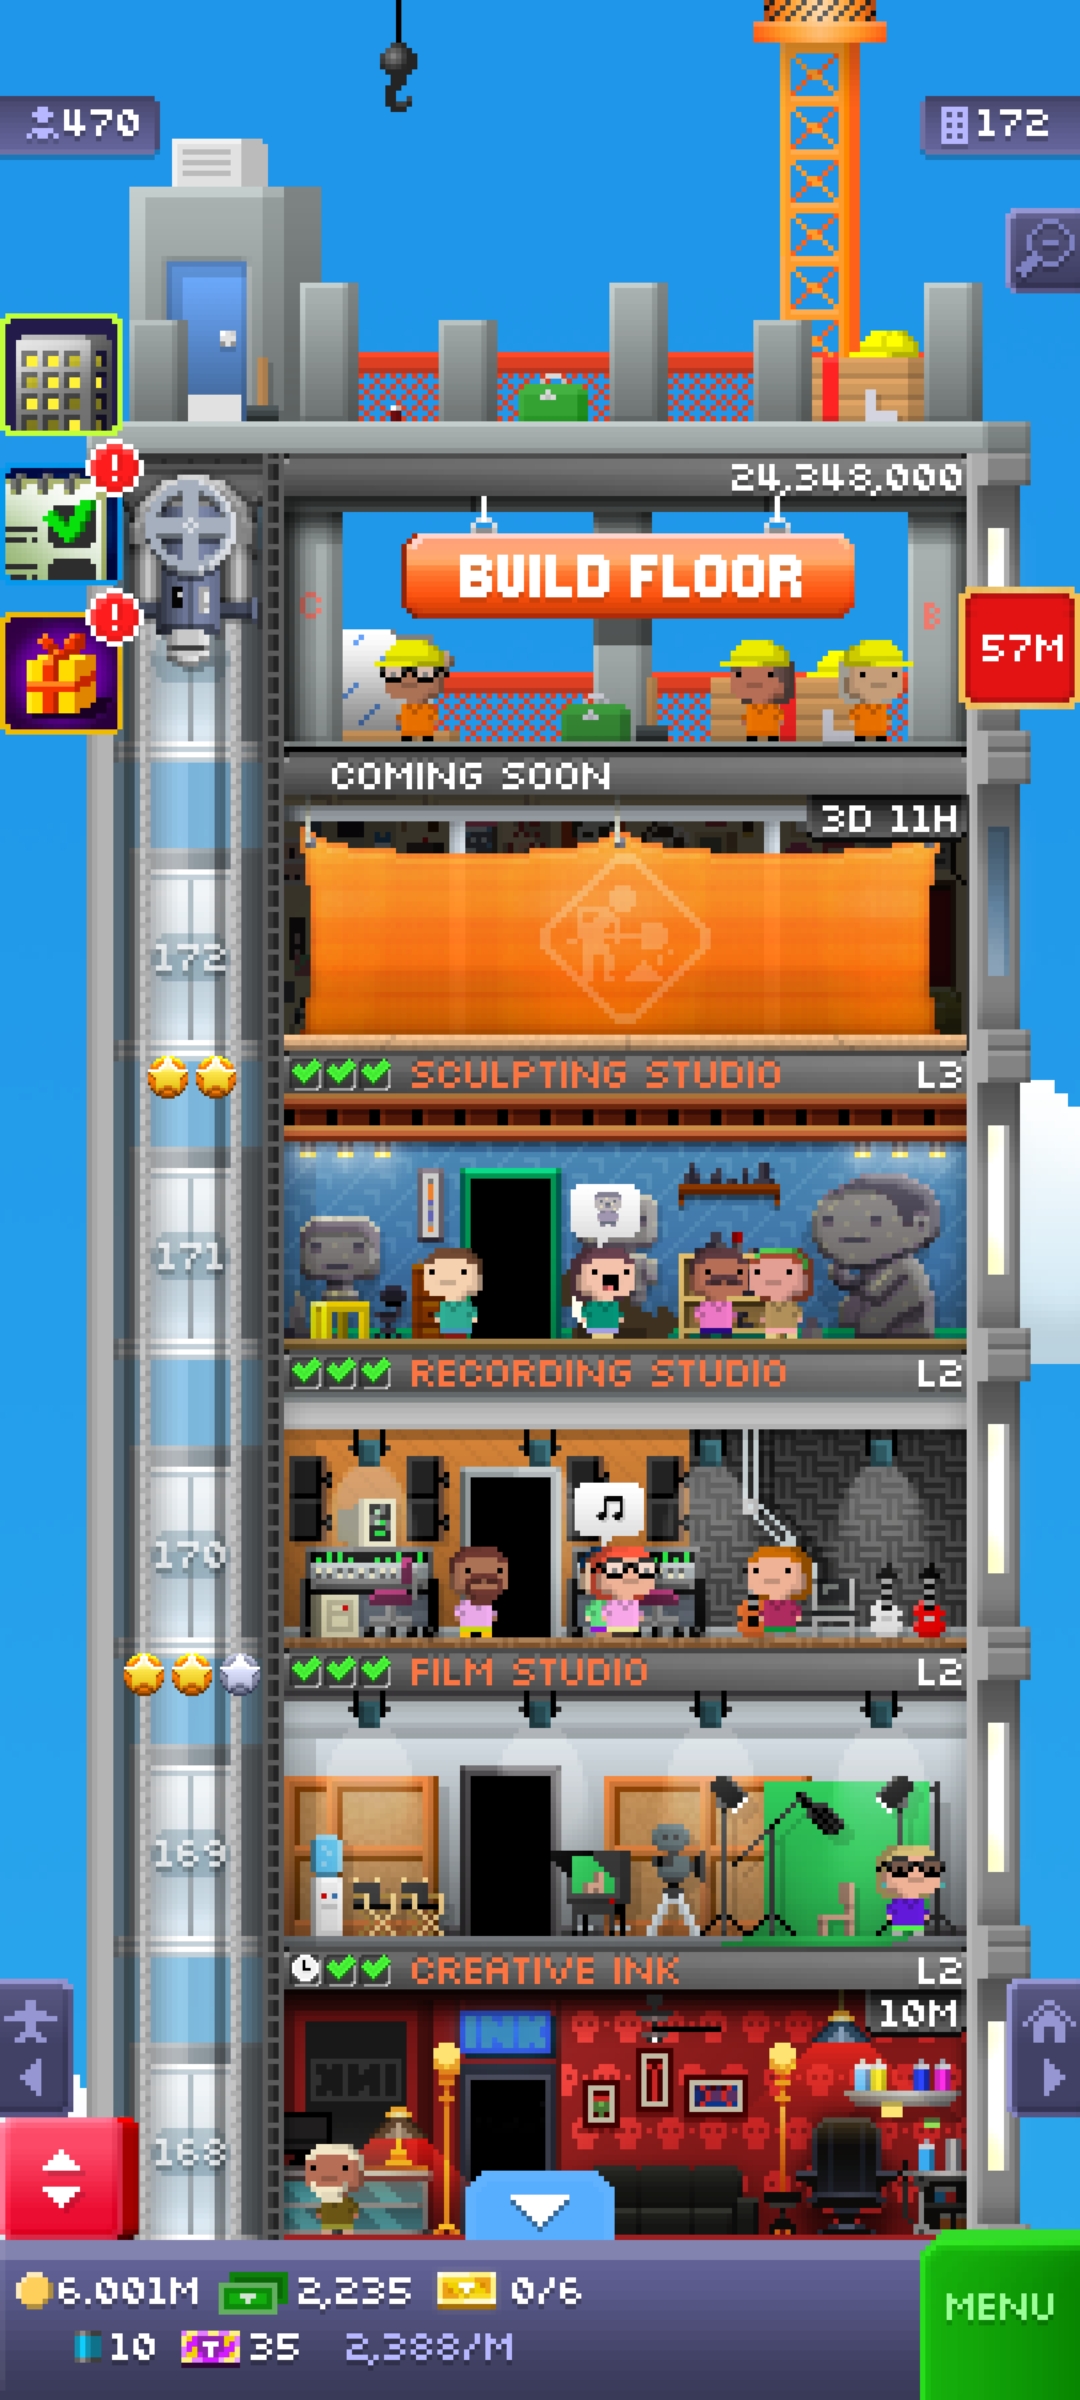 470
172
24,348,000
BUILD FLOOR
C
B
57M
COMING SOON
3D 11H
172
SCULPTING STUDIO
L3
171
RECORDING STUDIO
L2
170
FILM STUDIO
L2
169
CREATIVE INK
L2
10M
INK
168
6.001M
2,235
0/6
MENU
10
T
35
2,388/M